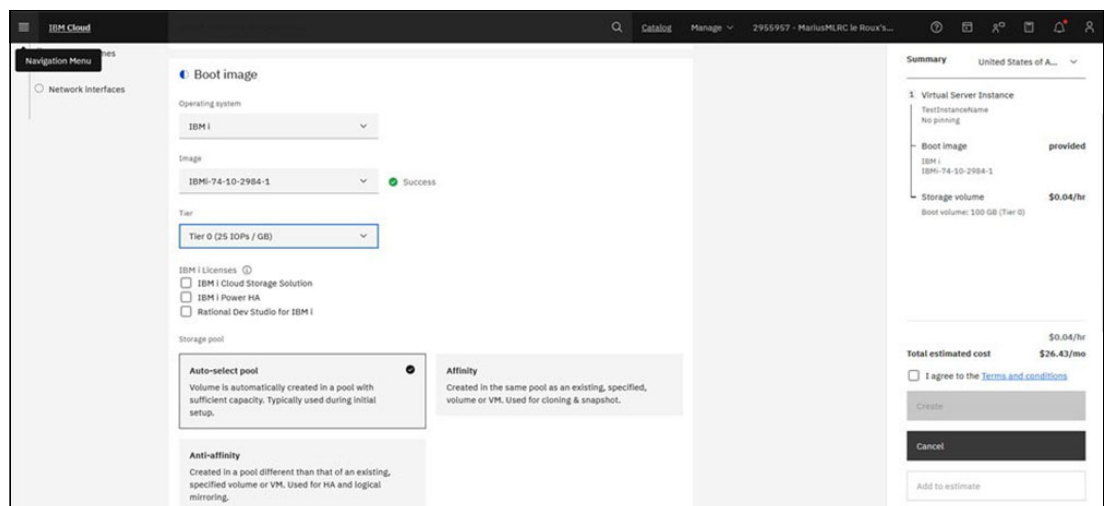 IBM Cloud
Catalog
Manage
2955957 - MariusMLRC le Roux's...
Navigation Menu
Network interfaces
Boot image
Operating system
IBM i
Image
IBMi-74-10-2984-1
Success
Tier
Tier 0 (25 IOPs / GB)
IBM i Licenses
IBM i Cloud Storage Solution
IBM i Power HA
Rational Dev Studio for IBM i
Storage pool
Auto-select pool
Volume is automatically created in a pool with
sufficient capacity. Typically used during initial
setup.
Affinity
Created in the same pool as an existing, specified,
volume or VM. Used for cloning & snapshot.
Anti-affinity
Created in a pool different than that of an existing,
specified volume or VM. Used for HA and logical
mirroring.
Summary
United States of A...
1 Virtual Server Instance
TestInstanceName
No pinning
Boot image provided
IBM i
IBMi-74-10-2984-1
Storage volume $0.04/hr
Boot volume: 100 GB (Tier 0)
$0.04/hr
Total estimated cost $26.43/mo
I agree to the Terms and conditions
Create
Cancel
Add to estimate